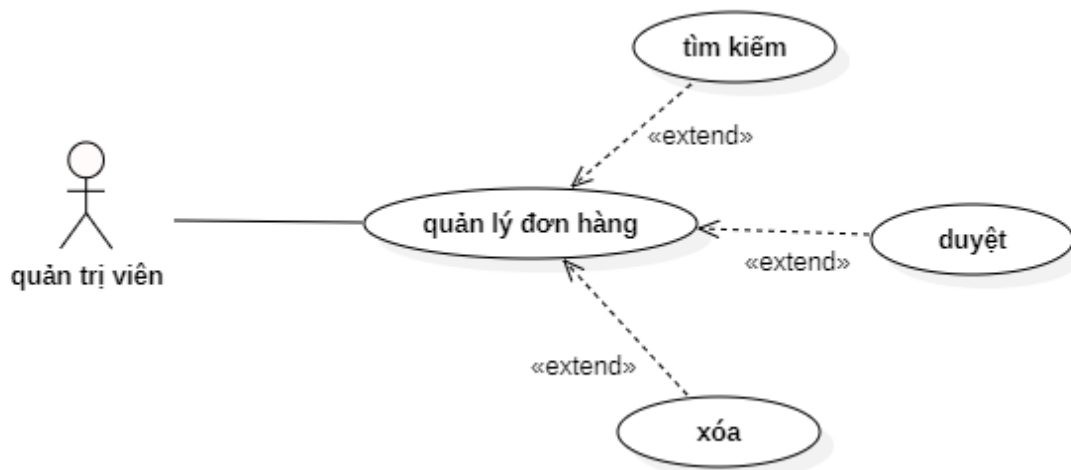 tìm kiếm
«extend»
quản lý đơn hàng
duyệt
«extend»
quản trị viên
«extend»
xóa